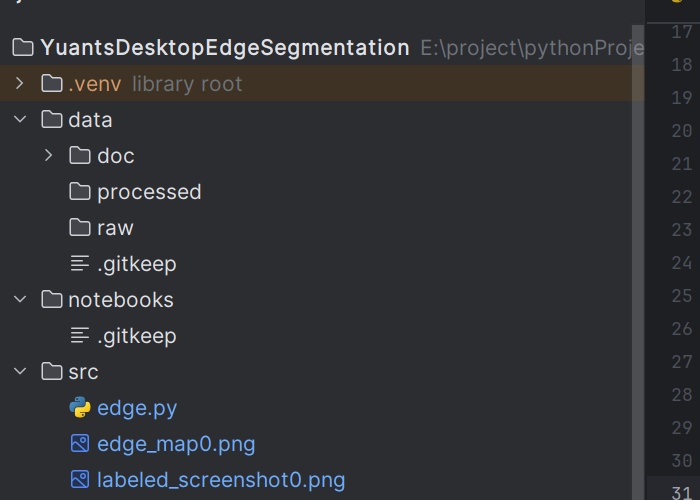 YuantsDesktopEdgeSegmentation E:\project\pythonProje
.venv library root
data
doc
processed
raw
.gitkeep
notebooks
.gitkeep
src
edge.py
edge_map0.png
labeled_screenshot0.png
17
18
19
20
21
22
23
24
25
26
27
28
29
30
31